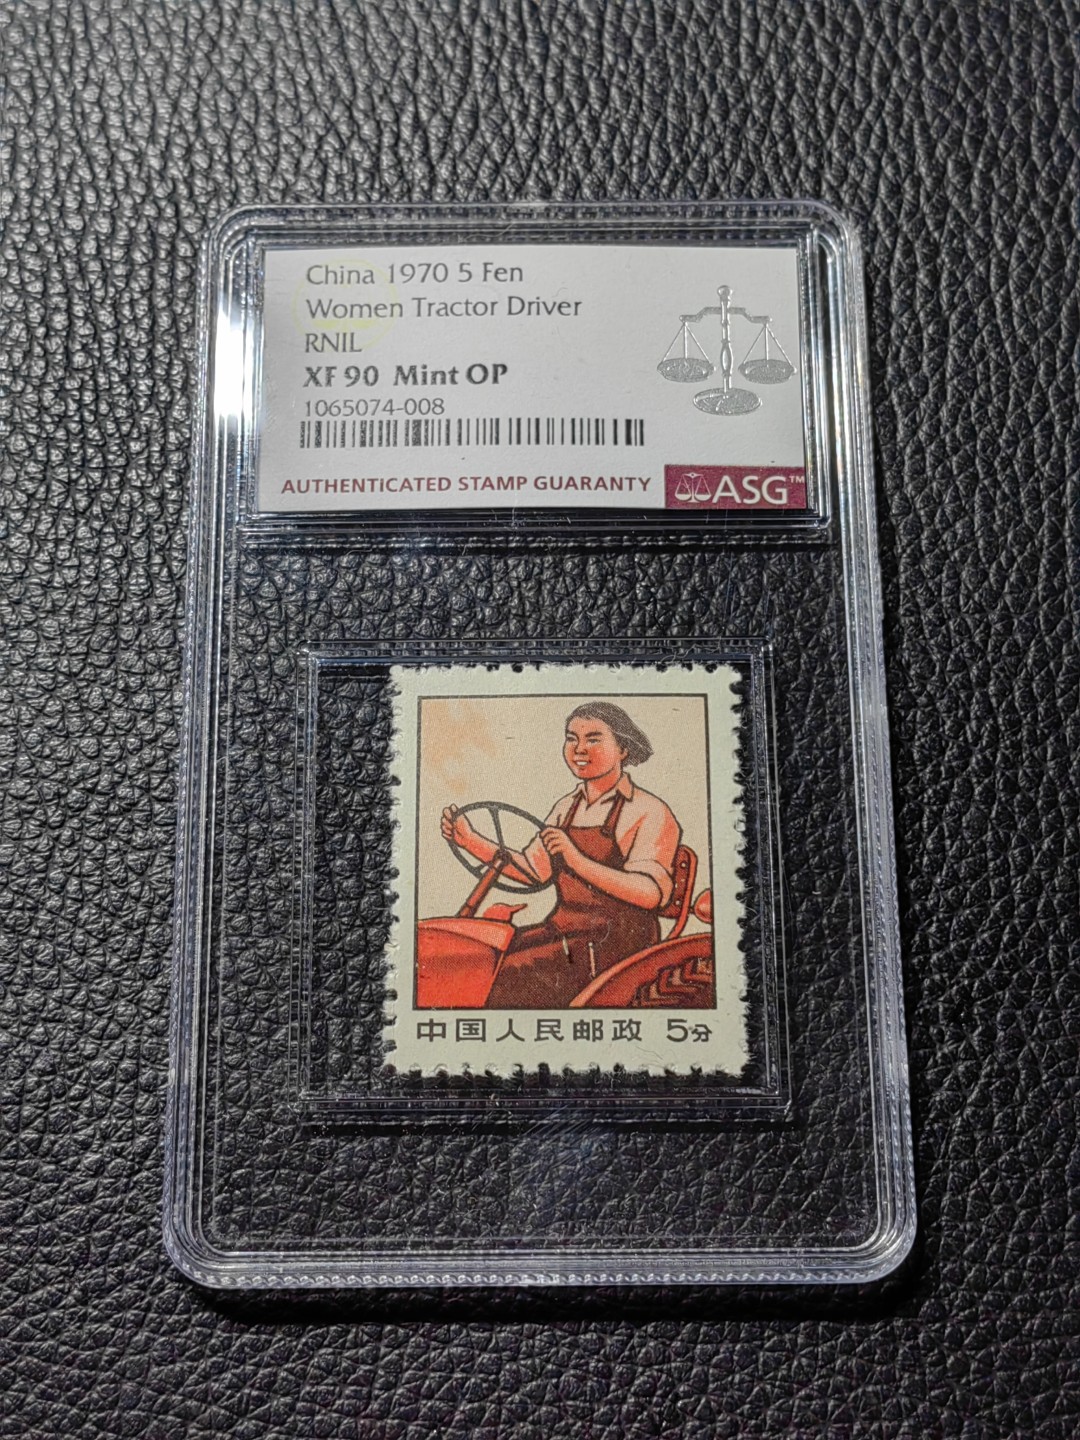 China 1970 5 Fen
Women Tractor Driver
RNIL
XF 90 Mint OP
1065074-008
AUTHENTICATED STAMP GUARANTY
ASG™
中国人民邮政 5分